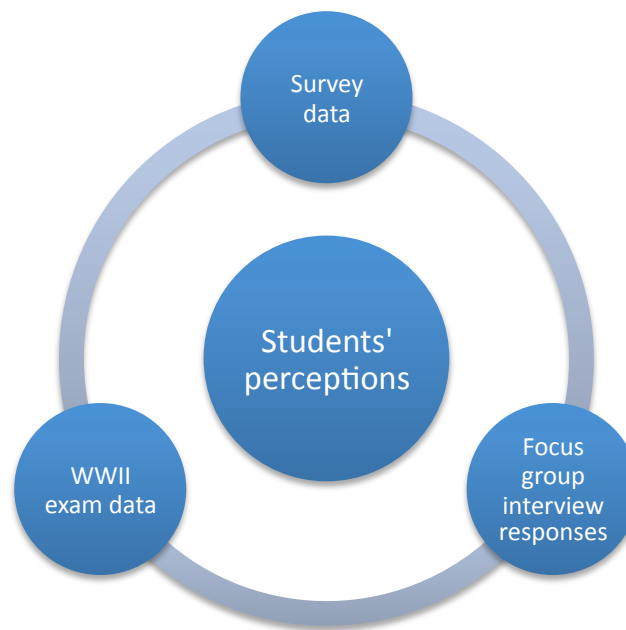 Survey
data
Students'
perceptions
WWII
exam data
Focus
group
interview
responses